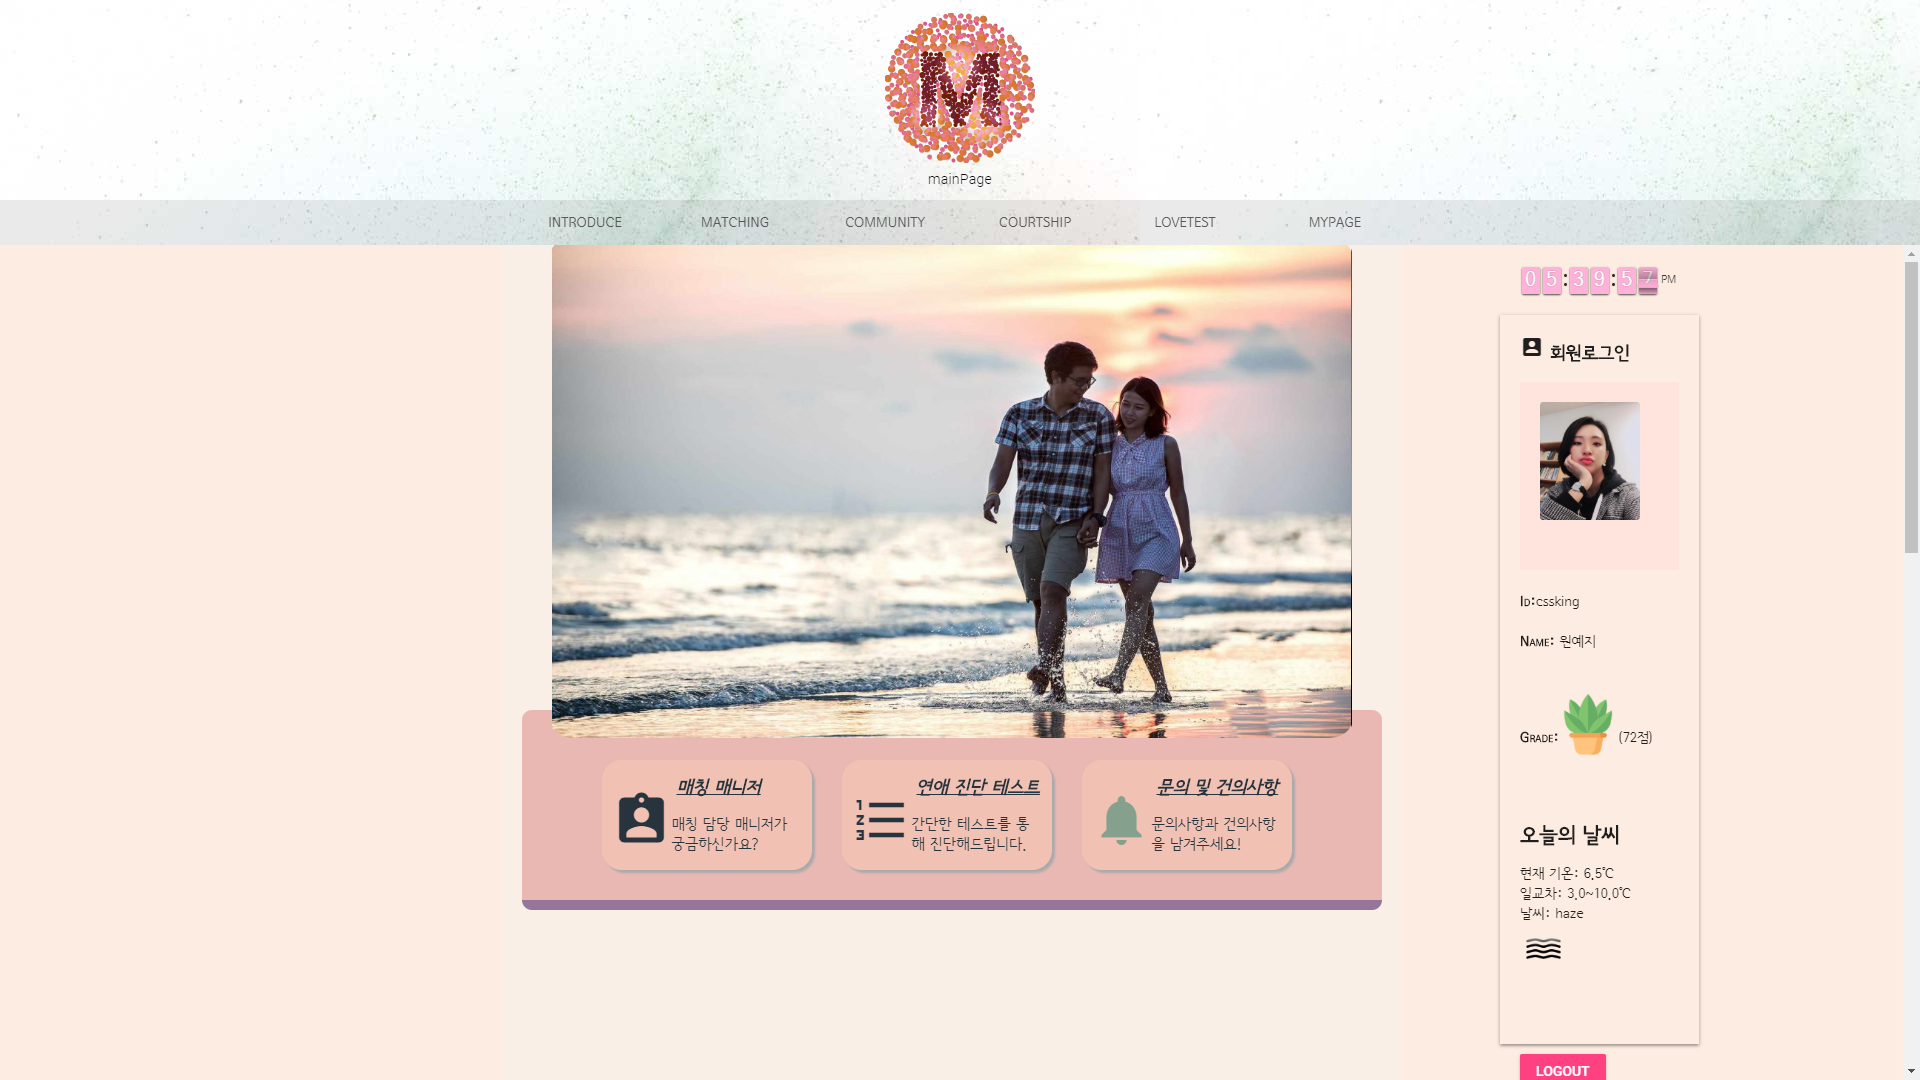 M
mainPage
INTRODUCE MATCHING COMMUNITY COURTSHIP LOVETEST MYPAGE
05:39:57 PM
회원로그인
ID:cssking
NAME: 원예지
GRADE: (72점)
오늘의 날씨
현재 기온: 6.5℃
일교차: 3.0~10.0℃
날씨: haze
LOGOUT
매칭 매니저
매칭 담당 매니저가
궁금하신가요?
1
2
3
연애 진단 테스트
간단한 테스트를 통
해 진단해드립니다.
문의 및 건의사항
문의사항과 건의사항
을 남겨주세요!